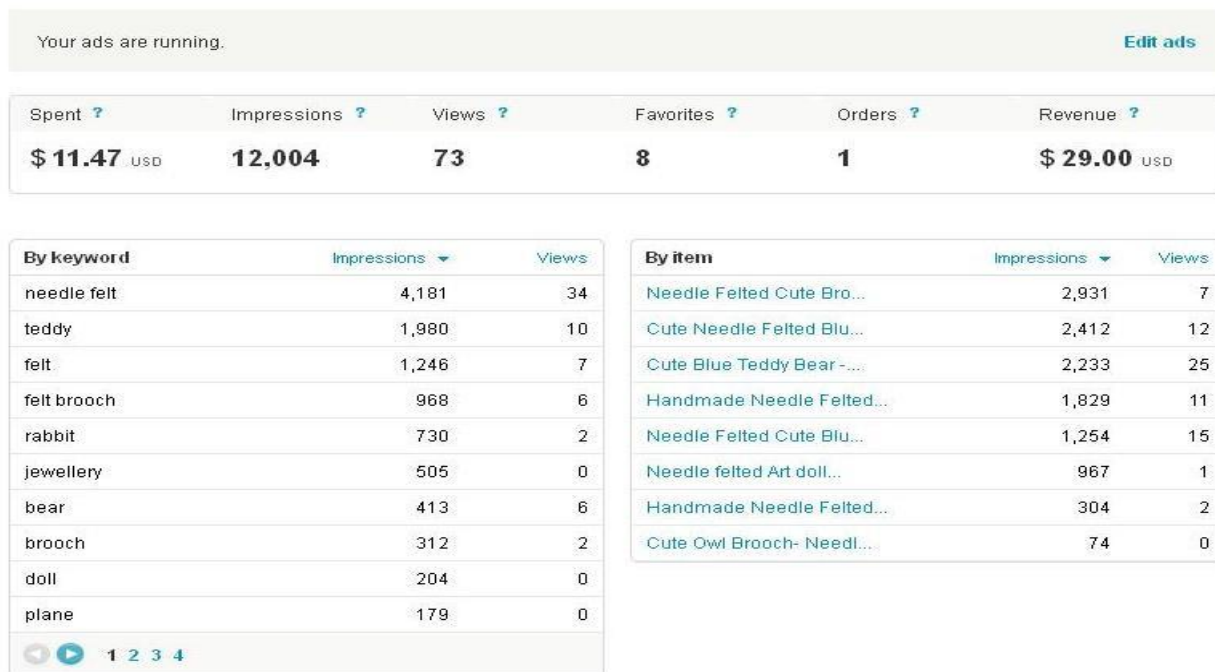 Your ads are running. Edit ads
Spent ? Impressions ? Views ? Favorites ? Orders ? Revenue ?
$ 11.47 USD 12,004 73 8 1 $ 29.00 USD
By keyword Impressions Views
needle felt 4,181 34
teddy 1,980 10
felt 1,246 7
felt brooch 968 6
rabbit 730 2
jewellery 505 0
bear 413 6
brooch 312 2
doll 204 0
plane 179 0
1 2 3 4
By item Impressions Views
Needle Felted Cute Bro... 2,931 7
Cute Needle Felted Blu... 2,412 12
Cute Blue Teddy Bear -... 2,233 25
Handmade Needle Felted... 1,829 11
Needle Felted Cute Blu... 1,254 15
Needle felted Art doll... 967 1
Handmade Needle Felted... 304 2
Cute Owl Brooch- Needl... 74 0